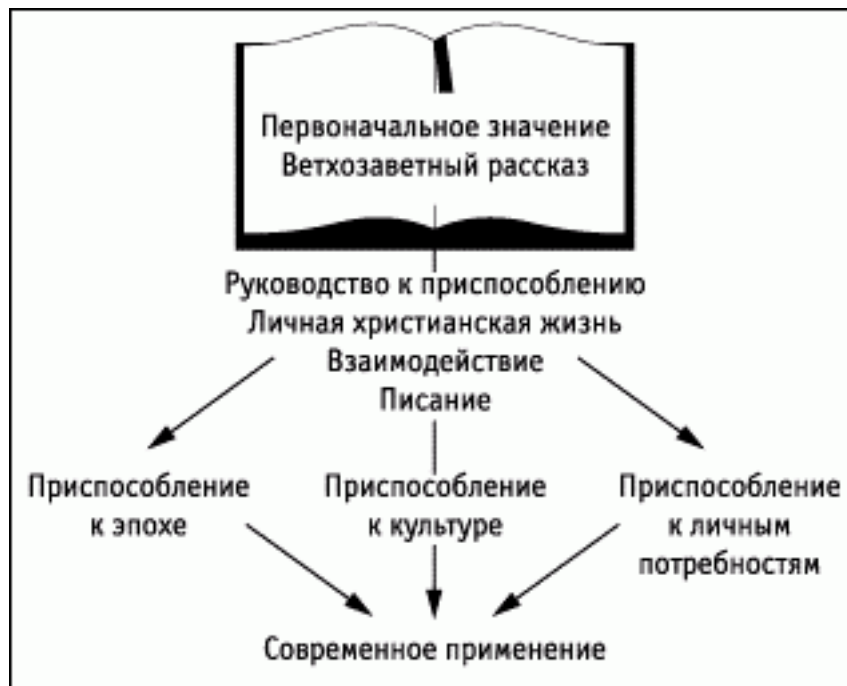 Первоначальное значение
Ветхозаветный рассказ
Руководство к приспособлению
Личная христианская жизнь
Взаимодействие
Писание
Приспособление
к эпохе
Приспособление
к культуре
Приспособление
к личным
потребностям
Современное применение